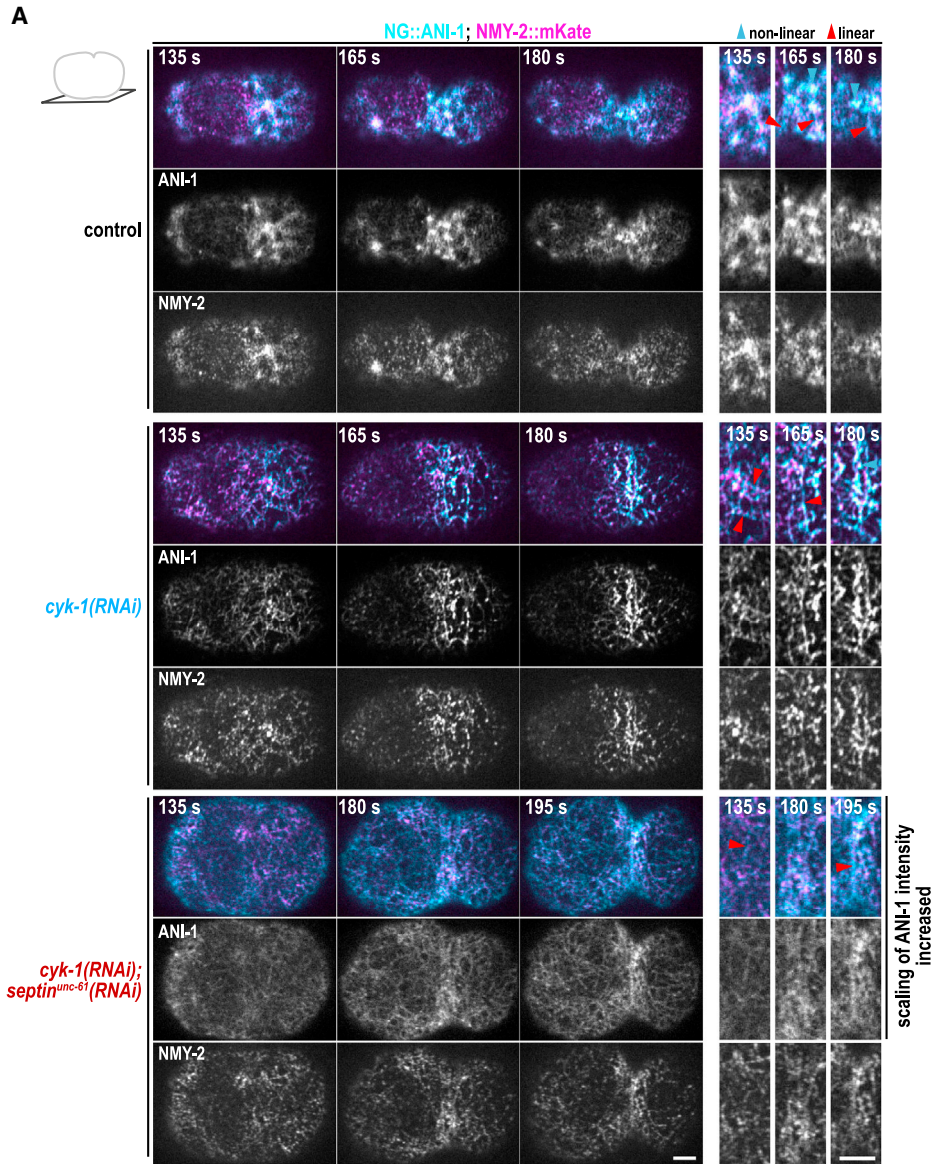 A
NG::ANI-1; NMY-2::mKate
non-linear linear
135 s 165 s 180 s 135 s 165 s 180 s
ANI-1
control
NMY-2
135 s 165 s 180 s 135 s 165 s 180 s
ANI-1
cyk-1(RNAi)
NMY-2
135 s 180 s 195 s 135 s 180 s 195 s
ANI-1
cyk-1(RNAi);
septin^unc-61(RNAi)
NMY-2
scaling of ANI-1 intensity
increased